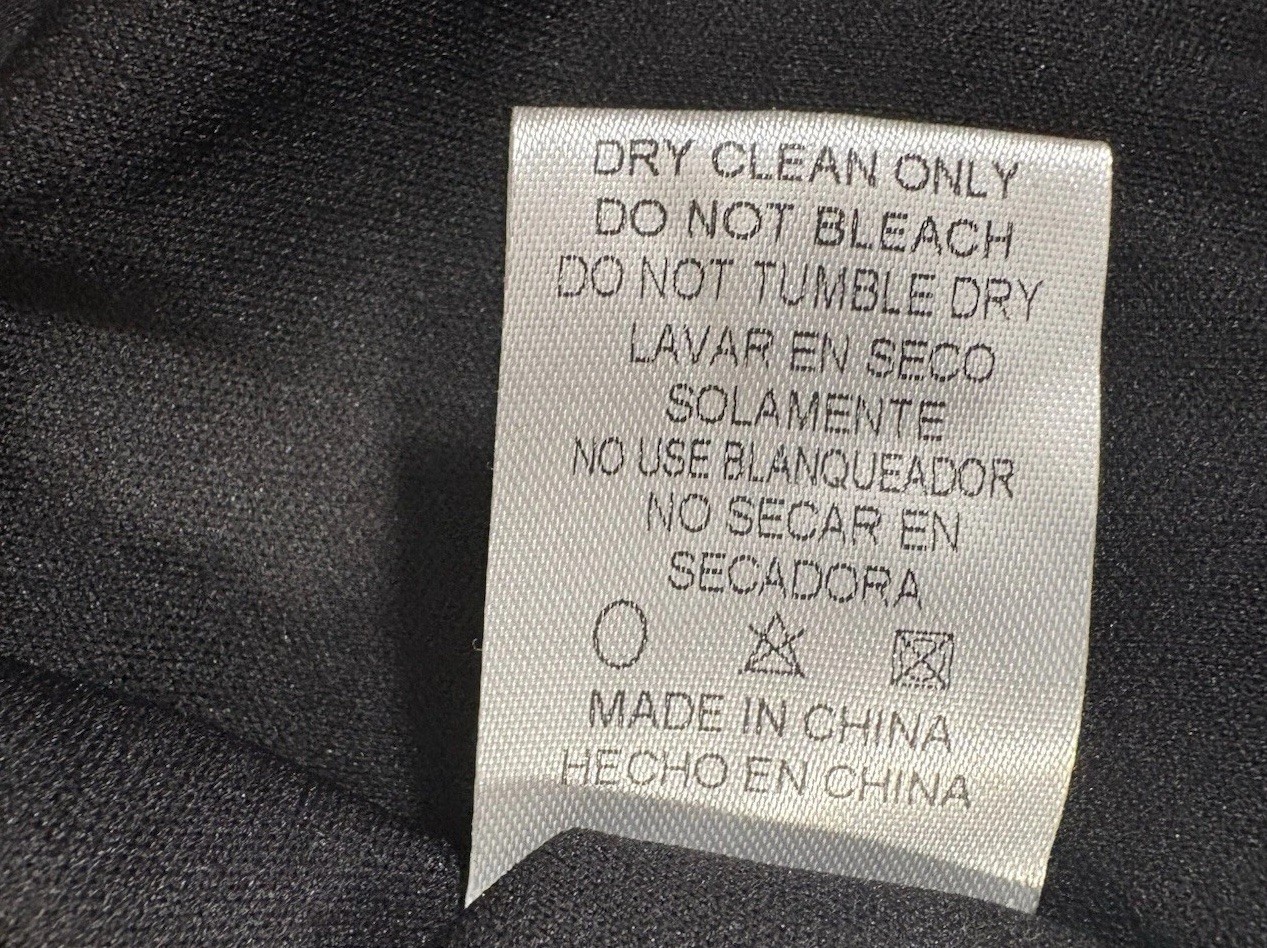 DRY CLEAN ONLY
DO NOT BLEACH
DO NOT TUMBLE DRY
LAVAR EN SECO
SOLAMENTE
NO USE BLANQUEADOR
NO SECAR EN
SECADORA
MADE IN CHINA
HECHO EN CHINA